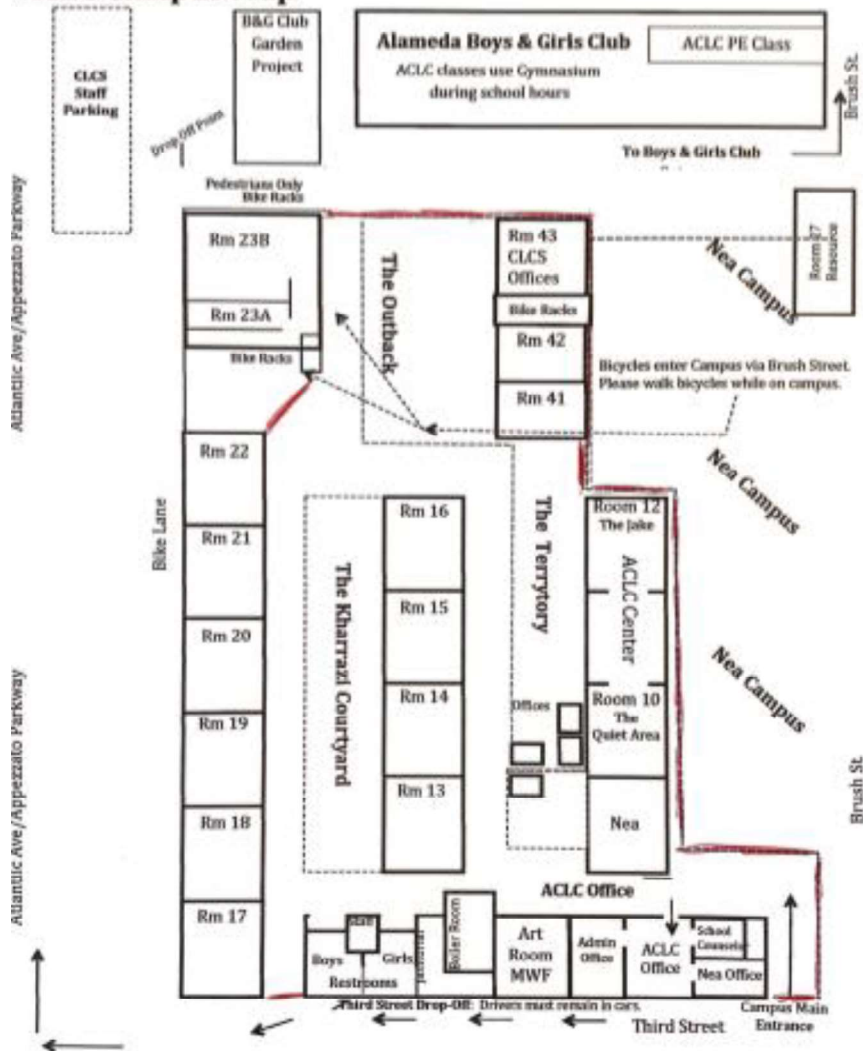 B&G Club
Garden
Project
Alameda Boys & Girls Club
ACLC classes use Gymnasium
during school hours
ACLC PE Class
CLCS
Staff
Parking
Drop Off Point
Brush St.
To Boys & Girls Club
Pedestrians Only
Bike Racks
Atlantic Ave/Appezzato Parkway
Rm 23B
Rm 23A
Bike Racks
The Outback
Rm 43
CLCS
Offices
Bike Racks
Rm 42
Rm 41
Nea Campus
Resource
Bicycles enter Campus via Brush Street.
Please walk bicycles while on campus.
Nea Campus
Bike Lane
Rm 22
Rm 21
Rm 20
Rm 19
Rm 18
Rm 17
The Kharrazi Courtyard
Rm 16
Rm 15
Rm 14
Rm 13
The Terrytory
Offices
Room 12
The Jake
ACLC Center
Room 10
The
Quiet Area
Nea
Nea Campus
Atlantic Ave/Appezzato Parkway
Brush St.
ACLC Office
Staff
Boys
Girls
Restrooms
Boiler Room
Art
Room
MWF
Admin
Office
ACLC
Office
School
Counselor
Nea Office
Third Street Drop-Off: Drivers must remain in cars.
Third Street
Campus Main
Entrance